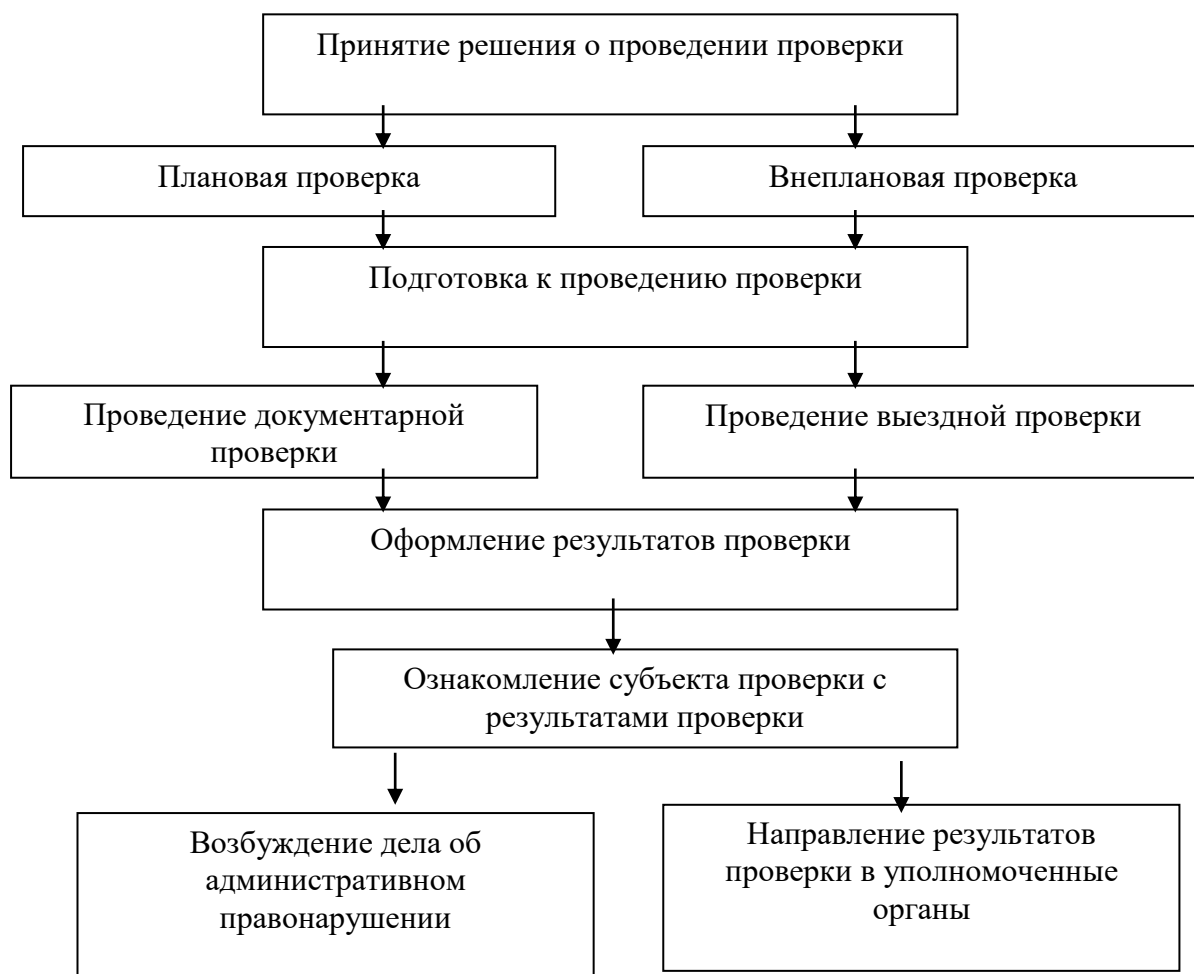 Принятие решения о проведении проверки
Плановая проверка
Внеплановая проверка
Подготовка к проведению проверки
Проведение документарной
проверки
Проведение выездной проверки
Оформление результатов проверки
Ознакомление субъекта проверки с
результатами проверки
Возбуждение дела об
административном
правонарушении
Направление результатов
проверки в уполномоченные
органы